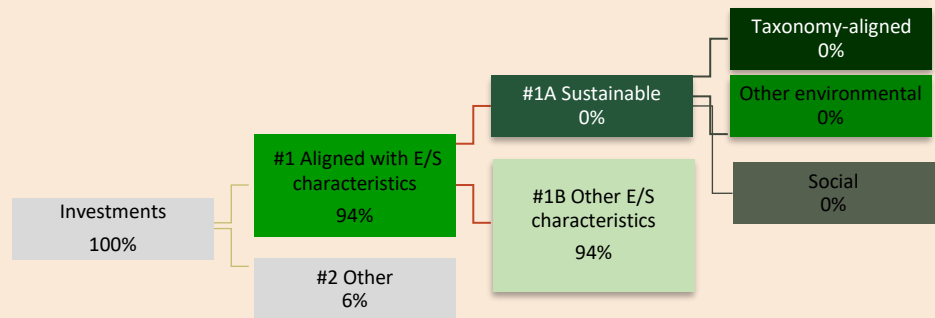 Investments
100%
#1 Aligned with E/S
characteristics
94%
#2 Other
6%
#1A Sustainable
0%
#1B Other E/S
characteristics
94%
Taxonomy-aligned
0%
Other environmental
0%
Social
0%